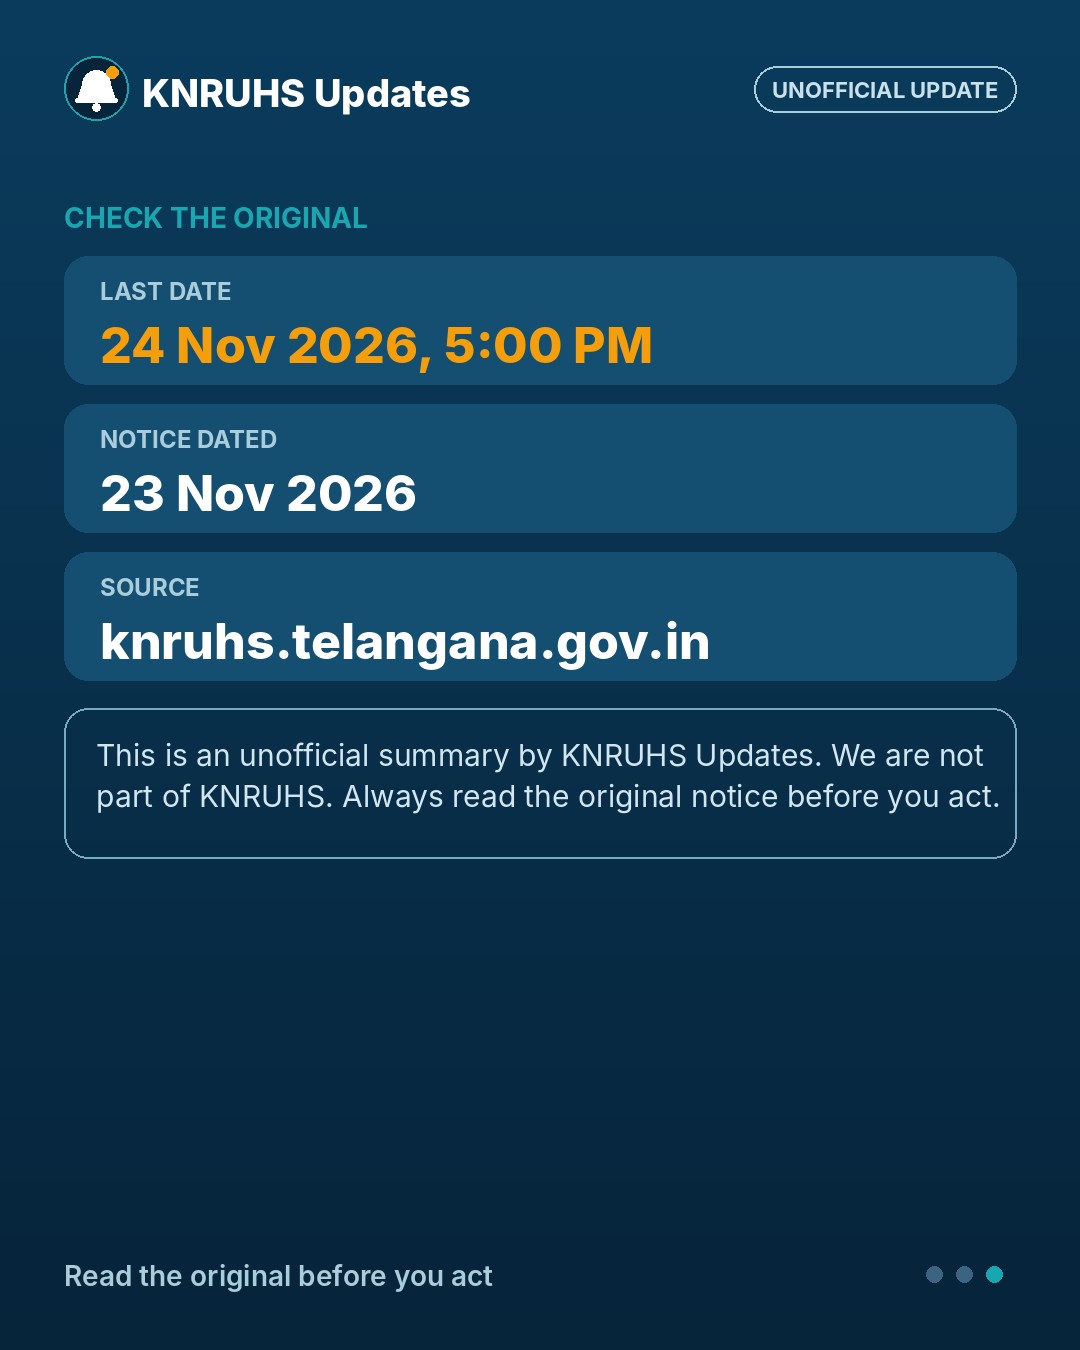 KNRUHS Updates
UNOFFICIAL UPDATE
CHECK THE ORIGINAL
LAST DATE
24 Nov 2026, 5:00 PM
NOTICE DATED
23 Nov 2026
SOURCE
knruhs.telangana.gov.in
This is an unofficial summary by KNRUHS Updates. We are not
part of KNRUHS. Always read the original notice before you act.
Read the original before you act